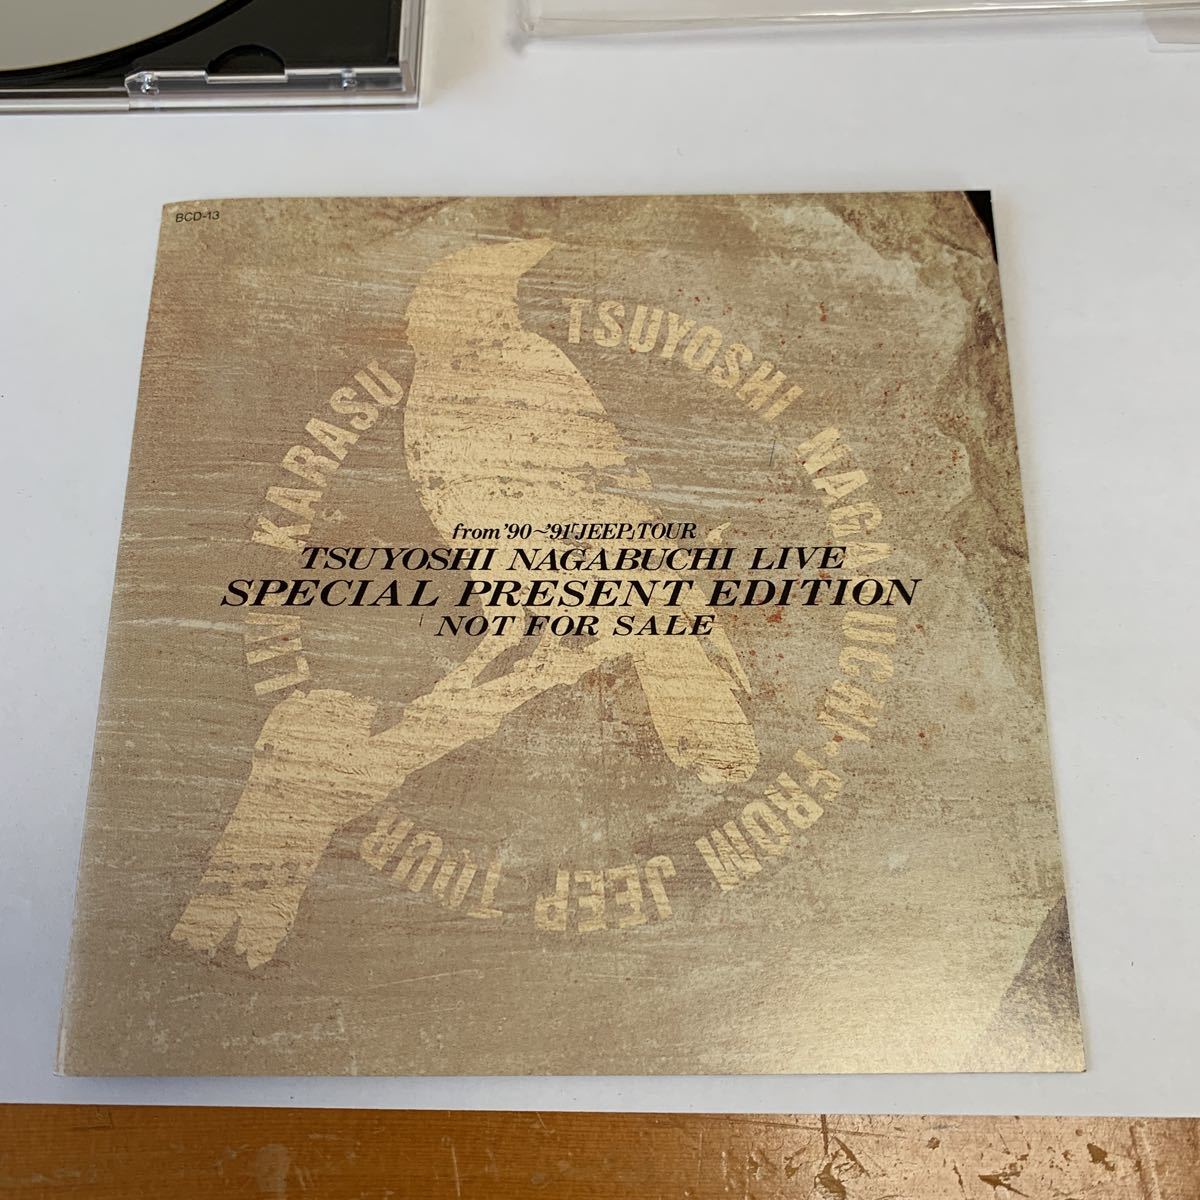 BCD-13
from '90~'91「JEEP」TOUR
TSUYOSHI NAGABUCHI LIVE
SPECIAL PRESENT EDITION
NOT FOR SALE
TSUYOSHI NAGABUCHI·FROM JEEP TOUR
KARASU